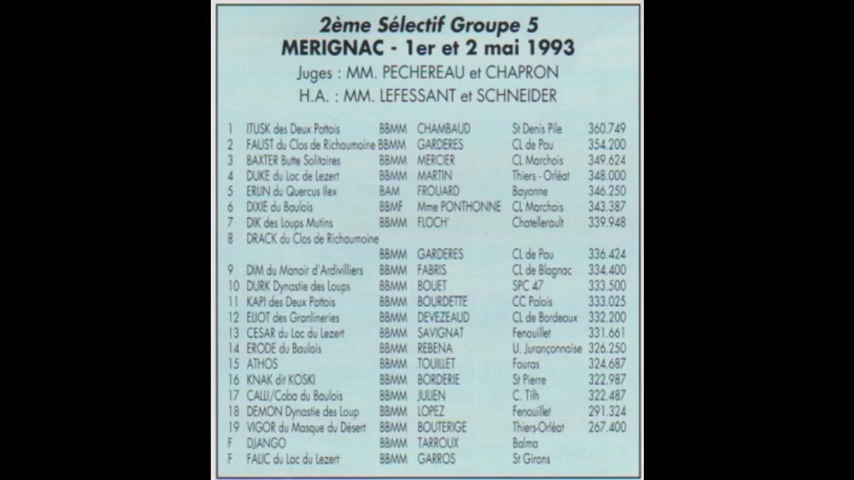 2ème Sélectif Groupe 5
MERIGNAC - 1er et 2 mai 1993
Juges : MM. PECHEREAU et CHAPRON
H.A. : MM. LEFESSANT et SCHNEIDER
1 ITUSK des Deux Pottois BBMM CHAMBAUD St Denis Pile 360.749
2 FAUST du Clos de Richaumoine BBMM GARDERES CL de Pau 354.200
3 BAXTER Butte Solitaires BBMM MERCIER CL Marchois 349.624
4 DUKE du Lac de Lezert BBMM MARTIN Thiers - Orléat 348.000
5 ERLIN du Quercus Ilex BAM FROUARD Bayonne 346.250
6 DIXIE du Baulois BBMF Mme PONTHONNE CL Marchois 343.387
7 DIK des Loups Mutins BBMM FLOCH' Chatellerault 339.948
8 DRACK du Clos de Richaumoine
BBMM GARDERES CL de Pau 336.424
9 DIM du Manoir d'Ardivilliers BBMM FABRIS CL de Blagnac 334.400
10 DURK Dynastie des Loups BBMM BOUET SPC 47 333.500
11 KAPI des Deux Pottois BBMM BOURDETTE CC Palois 333.025
12 ELIOT des Granlineries BBMM DEVEZEAUD CL de Bordeaux 332.200
13 CESAR du Lac du Lezert BBMM SAVIGNAT Fenouillet 331.661
14 ERODE du Baulois BBMM REBENA U. Jurançonnaise 326.250
15 ATHOS BBMM TOUILLET Fouras 324.687
16 KNAK dit KOSKI BBMM BORDERIE St Pierre 322.987
17 CALLI/Caba du Baulois BBMM JULIEN C. Tilh 322.487
18 DEMON Dynastie des Loup BBMM LOPEZ Fenouillet 291.324
19 VIGOR du Masque du Désert BBMM BOUTERIGE Thiers-Orléat 267.400
F DJANGO BBMM TARROUX Balma
F FALIC du Lac du Lezert BBMM GARROS St Girons